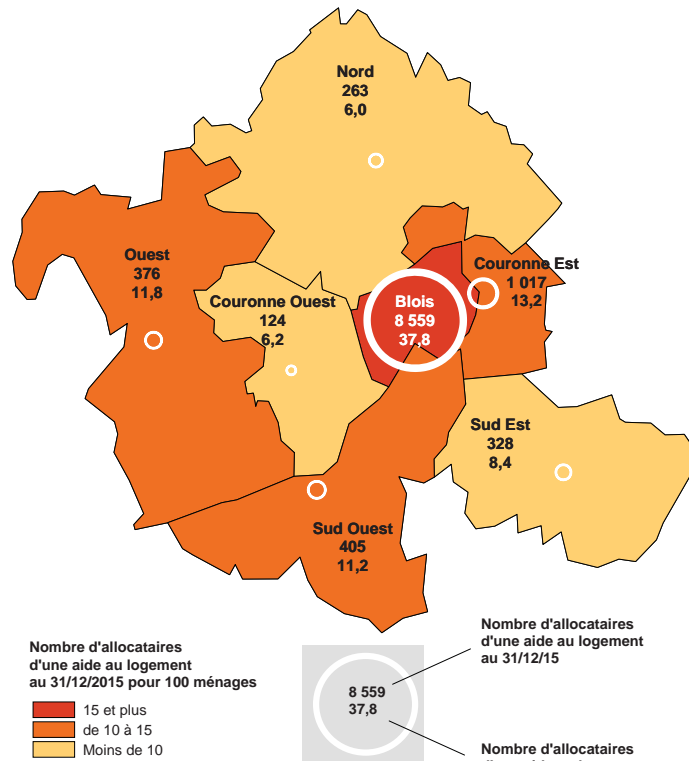 Nord
263
6,0
Ouest
376
11,8
Couronne Est
1 017
13,2
Couronne Ouest
124
6,2
Blois
8 559
37,8
Sud Est
328
8,4
Sud Ouest
405
11,2
Nombre d'allocataires
d'une aide au logement
au 31/12/2015 pour 100 ménages
15 et plus
de 10 à 15
Moins de 10
8 559
37,8
Nombre d'allocataires
d'une aide au logement
au 31/12/15
Nombre d'allocataires